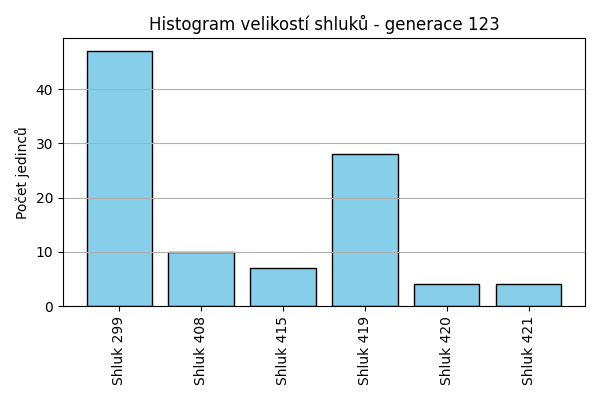 Histogram velikostí shluků - generace 123
Počet jedinců
40
30
20
10
0
Shluk 299
Shluk 408
Shluk 415
Shluk 419
Shluk 420
Shluk 421